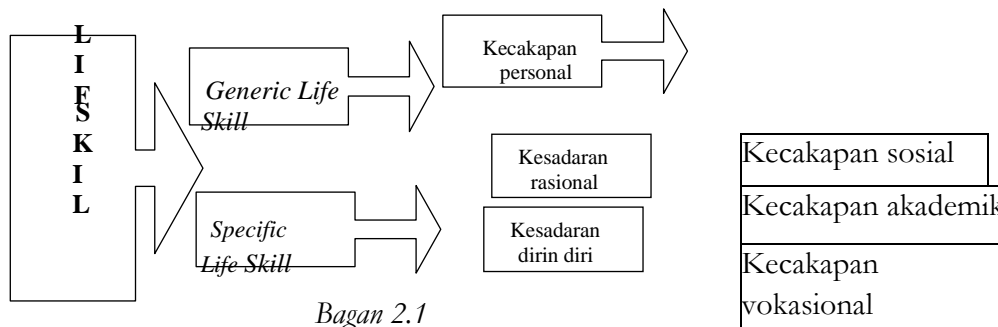 L
I
F
S
K
I
L
Generic Life
Skill
Kecakapan
personal
Kesadaran
rasional
Kecakapan sosial
Specific
Life Skill
Kesadaran
dirin diri
Kecakapan akademik
Kecakapan
vokasional
Bagan 2.1